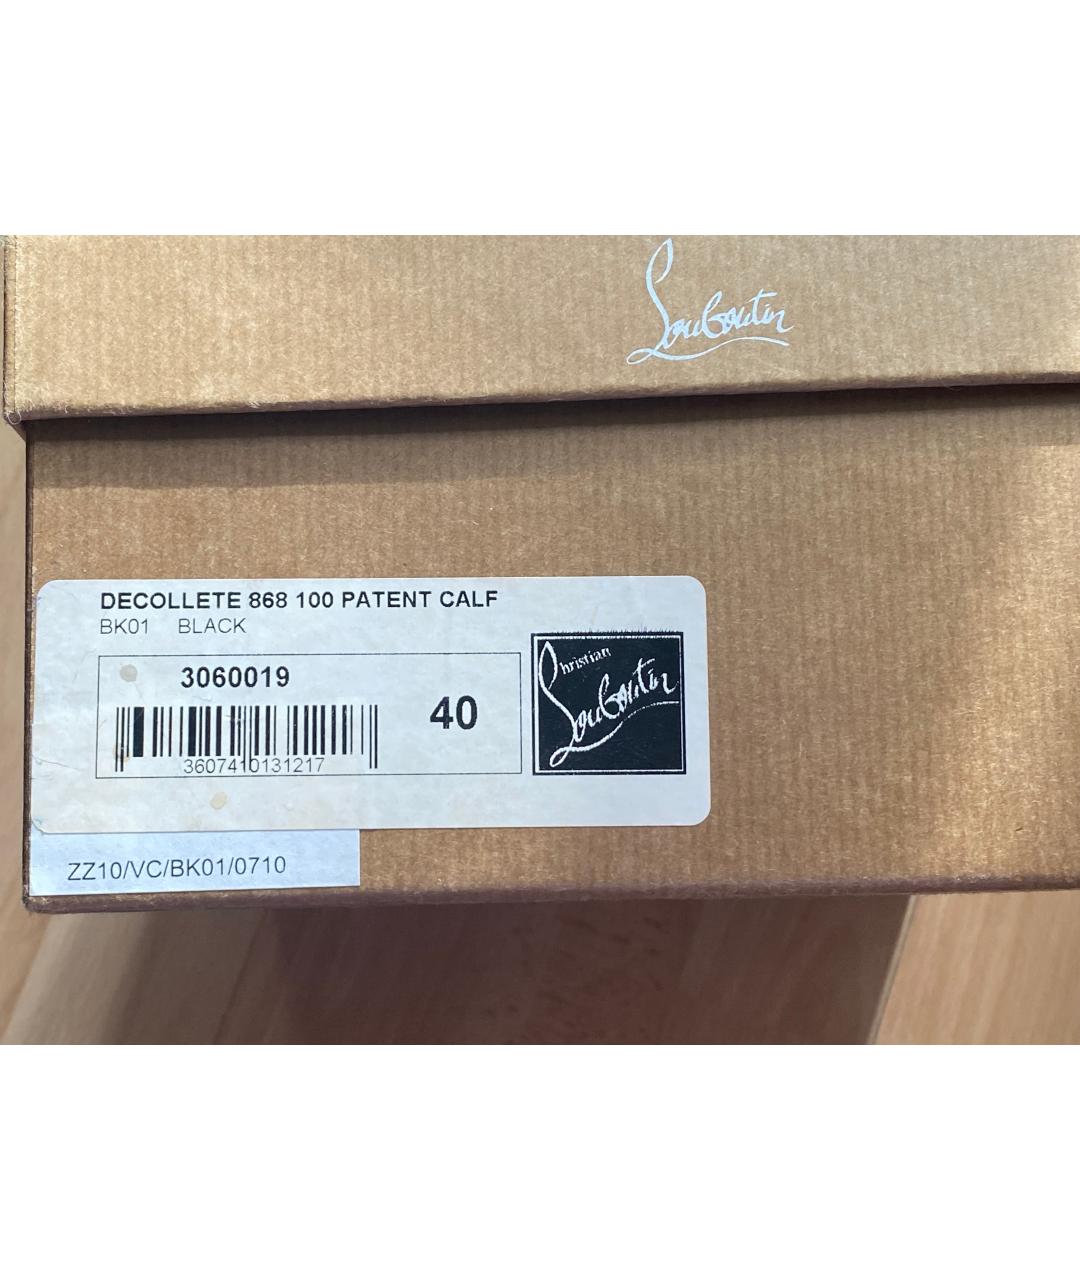 Louboutin
DECOLLETE 868 100 PATENT CALF
BK01 BLACK
3060019
40
3607410131217
Christian
Louboutin
ZZ10/VC/BK01/0710